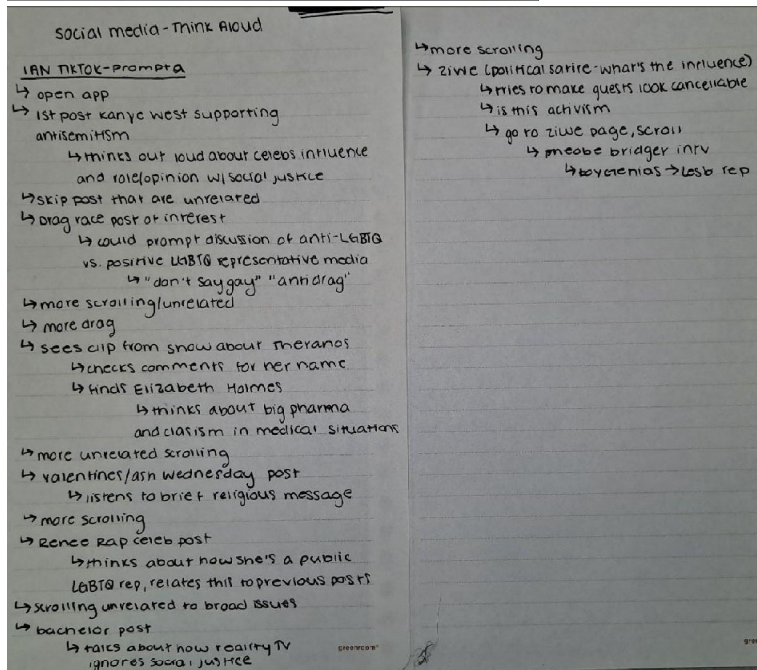 social media - Think Aloud
IAN TIKTOK - prompt a
↳ open app
↳ 1st post Kanye west supporting
antisemitism
↳ thinks out loud about celebs influence
and role/opinion w/ social justice
↳ skip post that are unrelated
↳ Drag race post of interest
↳ could prompt discussion of anti-LGBTQ
vs. positive LGBTQ representative media
↳ "don't say gay" "anti drag"
↳ more scrolling/unrelated
↳ more drag
↳ sees clip from show about theranos
↳ checks comments for her name
↳ finds Elizabeth Holmes
↳ thinks about big pharma
and clasism in medical situations
↳ more unrelated scrolling
↳ valentines/ash wednesday post
↳ listens to brief religious message
↳ more scrolling
↳ Renee Rap celeb post
↳ thinks about how she's a public
LGBTQ rep, relates this to previous posts
↳ scrolling unrelated to broad issues
↳ bachelor post
↳ talks about how reality TV
ignores social justice
greenroom
↳ more scrolling
↳ ziwe (political satire - what's the influence)
↳ tries to make guests look cancellable
↳ is this activism
↳ go to ziwe page, scroll
↳ pheobe bridger intv
↳ boygenias → lesb rep
gree